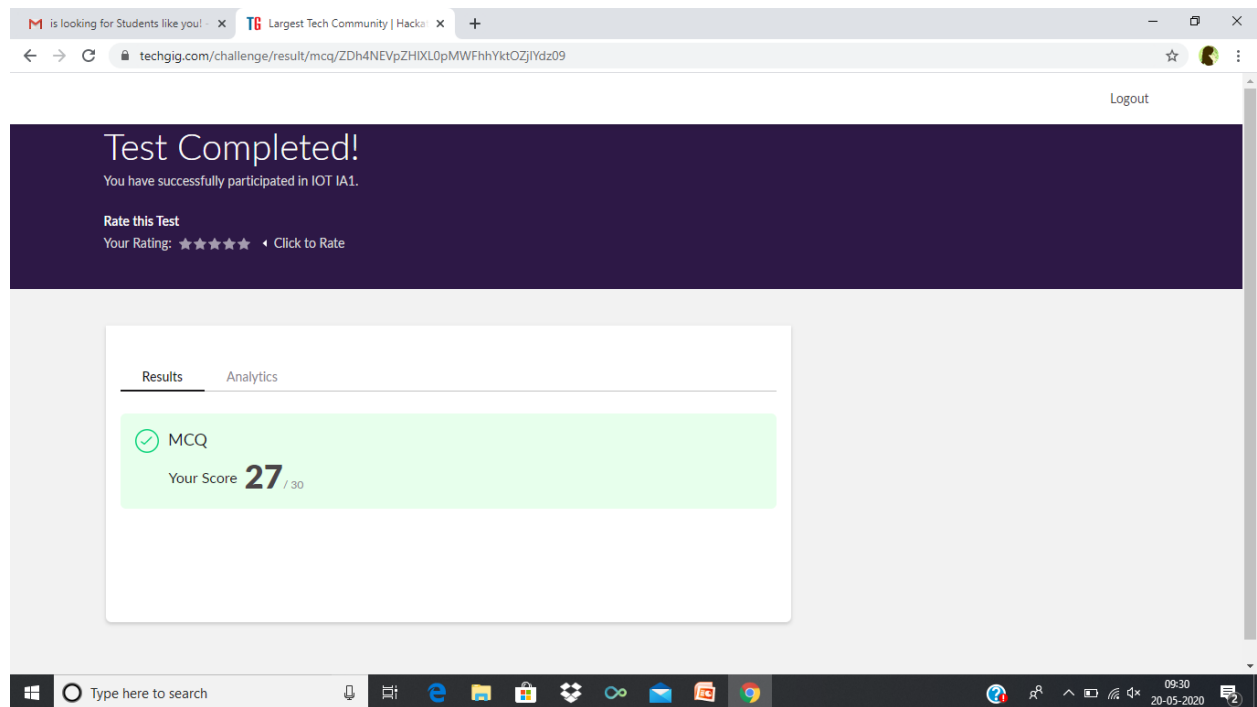 is looking for Students like you! -
TG Largest Tech Community | Hacka
techgig.com/challenge/result/mcq/ZDh4NEVpZHlXL0pMWFhhYktOZjlYdz09
Logout
Test Completed!
You have successfully participated in IOT IA1.
Rate this Test
Your Rating: Click to Rate
Results Analytics
MCQ
Your Score 27 / 30
Type here to search
09:30
20-05-2020
2